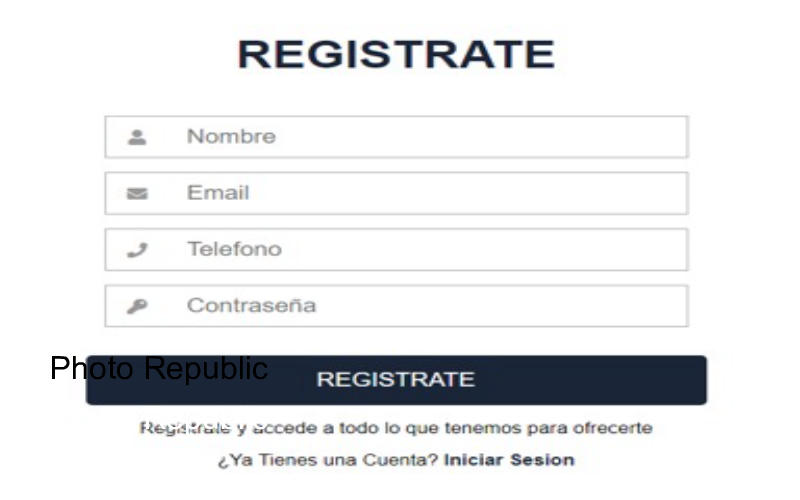 REGISTRATE
Nombre
Email
Telefono
Contraseña
Photo Republic
REGISTRATE
y accede a todo lo que tenemos para ofrecerte
¿Ya Tienes una Cuenta? Iniciar Sesion